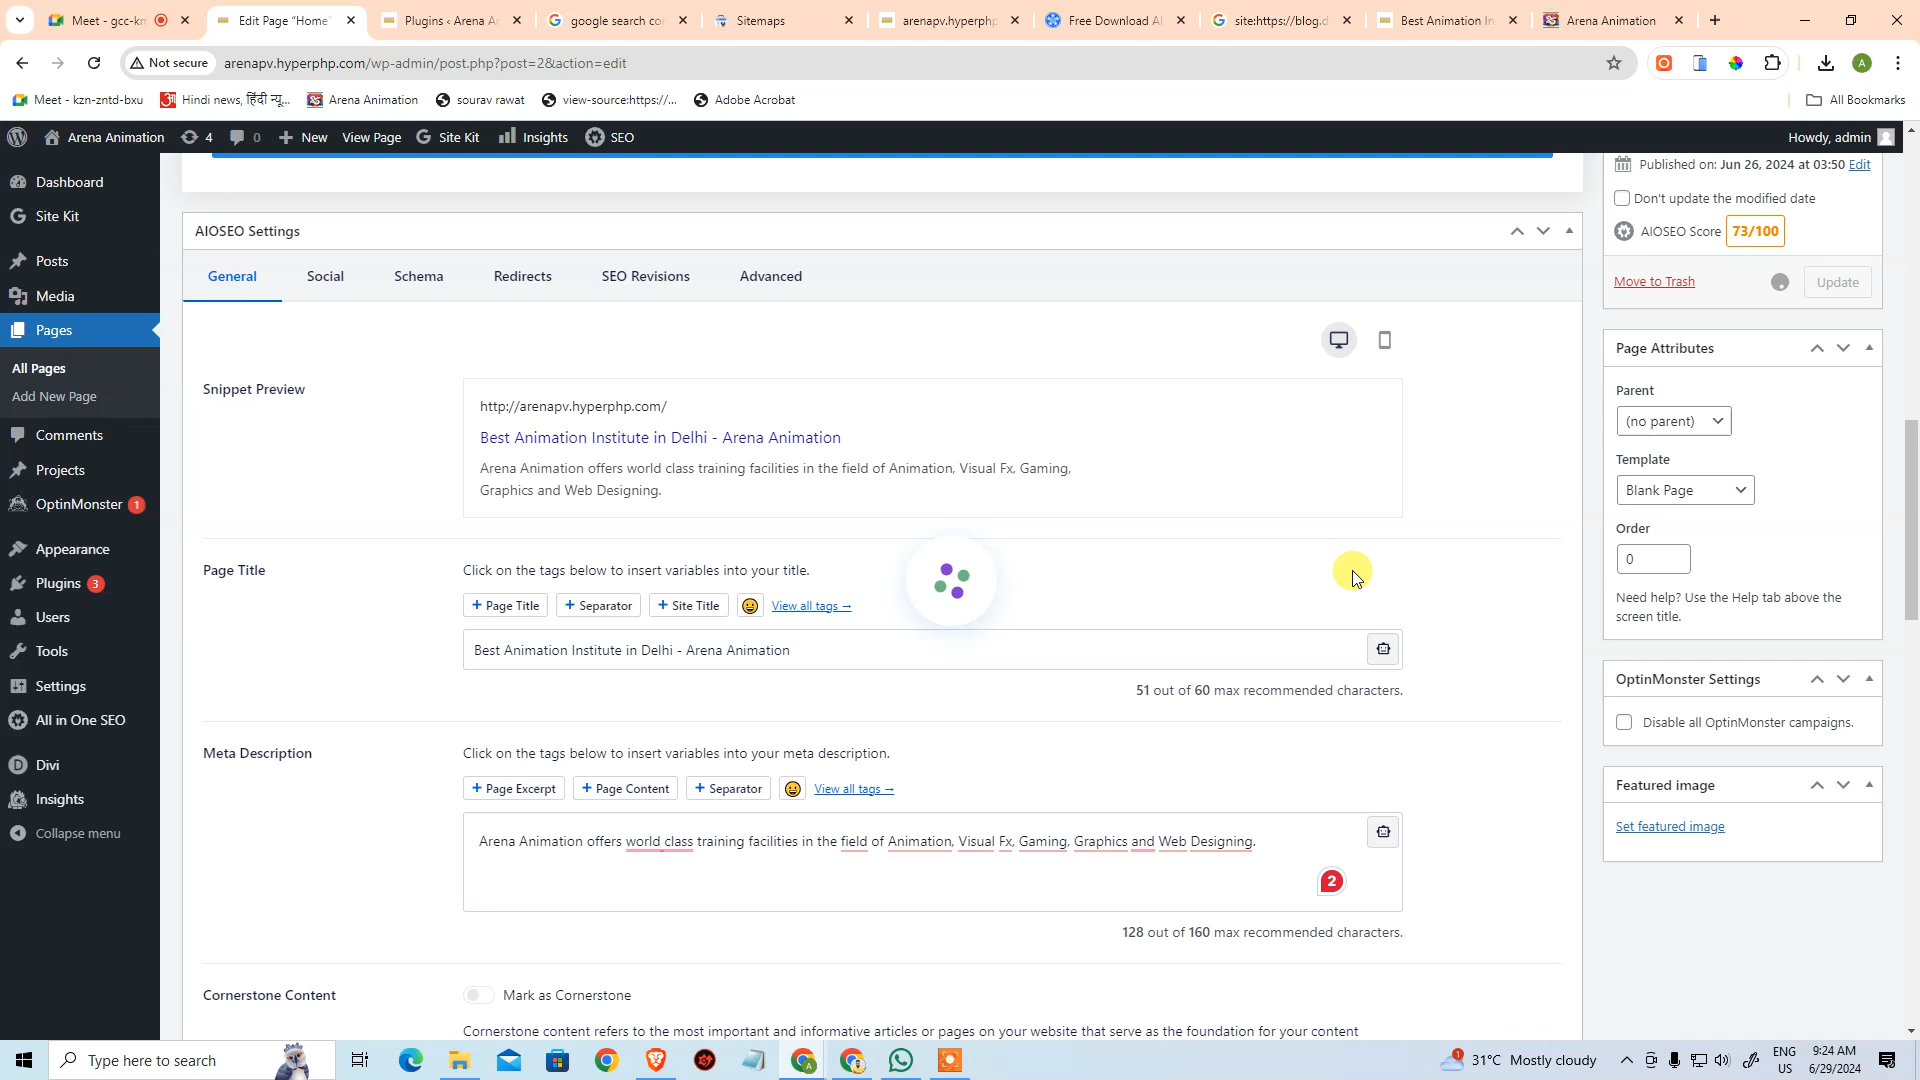 Meet - gcc-km
Edit Page “Home”
Plugins ‹ Arena A
google search co
Sitemaps
arenapv.hyperphp
Free Download Al
site:https://blog.d
Best Animation In
Arena Animation
Not secure
arenapv.hyperphp.com/wp-admin/post.php?post=2&action=edit
A
Meet - kzn-zntd-bxu
Hindi news, हिंदी न्यू...
Arena Animation
sourav rawat
view-source:https://...
Adobe Acrobat
All Bookmarks
Arena Animation
4
0
New
View Page
Site Kit
Insights
SEO
Howdy, admin
Dashboard
Site Kit
Posts
Media
Pages
All Pages
Add New Page
Comments
Projects
OptinMonster 1
Appearance
Plugins 3
Users
Tools
Settings
All in One SEO
Divi
Insights
Collapse menu
AIOSEO Settings
General
Social
Schema
Redirects
SEO Revisions
Advanced
Snippet Preview
http://arenapv.hyperphp.com/
Best Animation Institute in Delhi - Arena Animation
Arena Animation offers world class training facilities in the field of Animation, Visual Fx, Gaming,
Graphics and Web Designing.
Page Title
Click on the tags below to insert variables into your title.
+ Page Title
+ Separator
+ Site Title
View all tags →
Best Animation Institute in Delhi - Arena Animation
51 out of 60 max recommended characters.
Meta Description
Click on the tags below to insert variables into your meta description.
+ Page Excerpt
+ Page Content
+ Separator
View all tags →
Arena Animation offers world class training facilities in the field of Animation, Visual Fx, Gaming, Graphics and Web Designing.
2
128 out of 160 max recommended characters.
Cornerstone Content
Mark as Cornerstone
Cornerstone content refers to the most important and informative articles or pages on your website that serve as the foundation for your content
Published on: Jun 26, 2024 at 03:50 Edit
Don't update the modified date
AIOSEO Score 73/100
Move to Trash
Update
Page Attributes
Parent
(no parent)
Template
Blank Page
Order
0
Need help? Use the Help tab above the
screen title.
OptinMonster Settings
Disable all OptinMonster campaigns.
Featured image
Set featured image
Type here to search
1
31°C Mostly cloudy
ENG
US
9:24 AM
6/29/2024